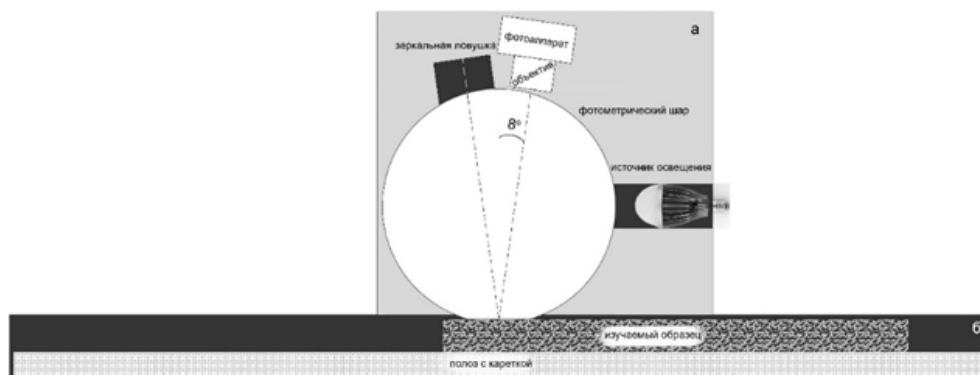 а
фотоаппарат
зеркальная ловушка
объектив
фотометрический шар
8°
источник освещения
б
изучаемый образец
полоз с кареткой